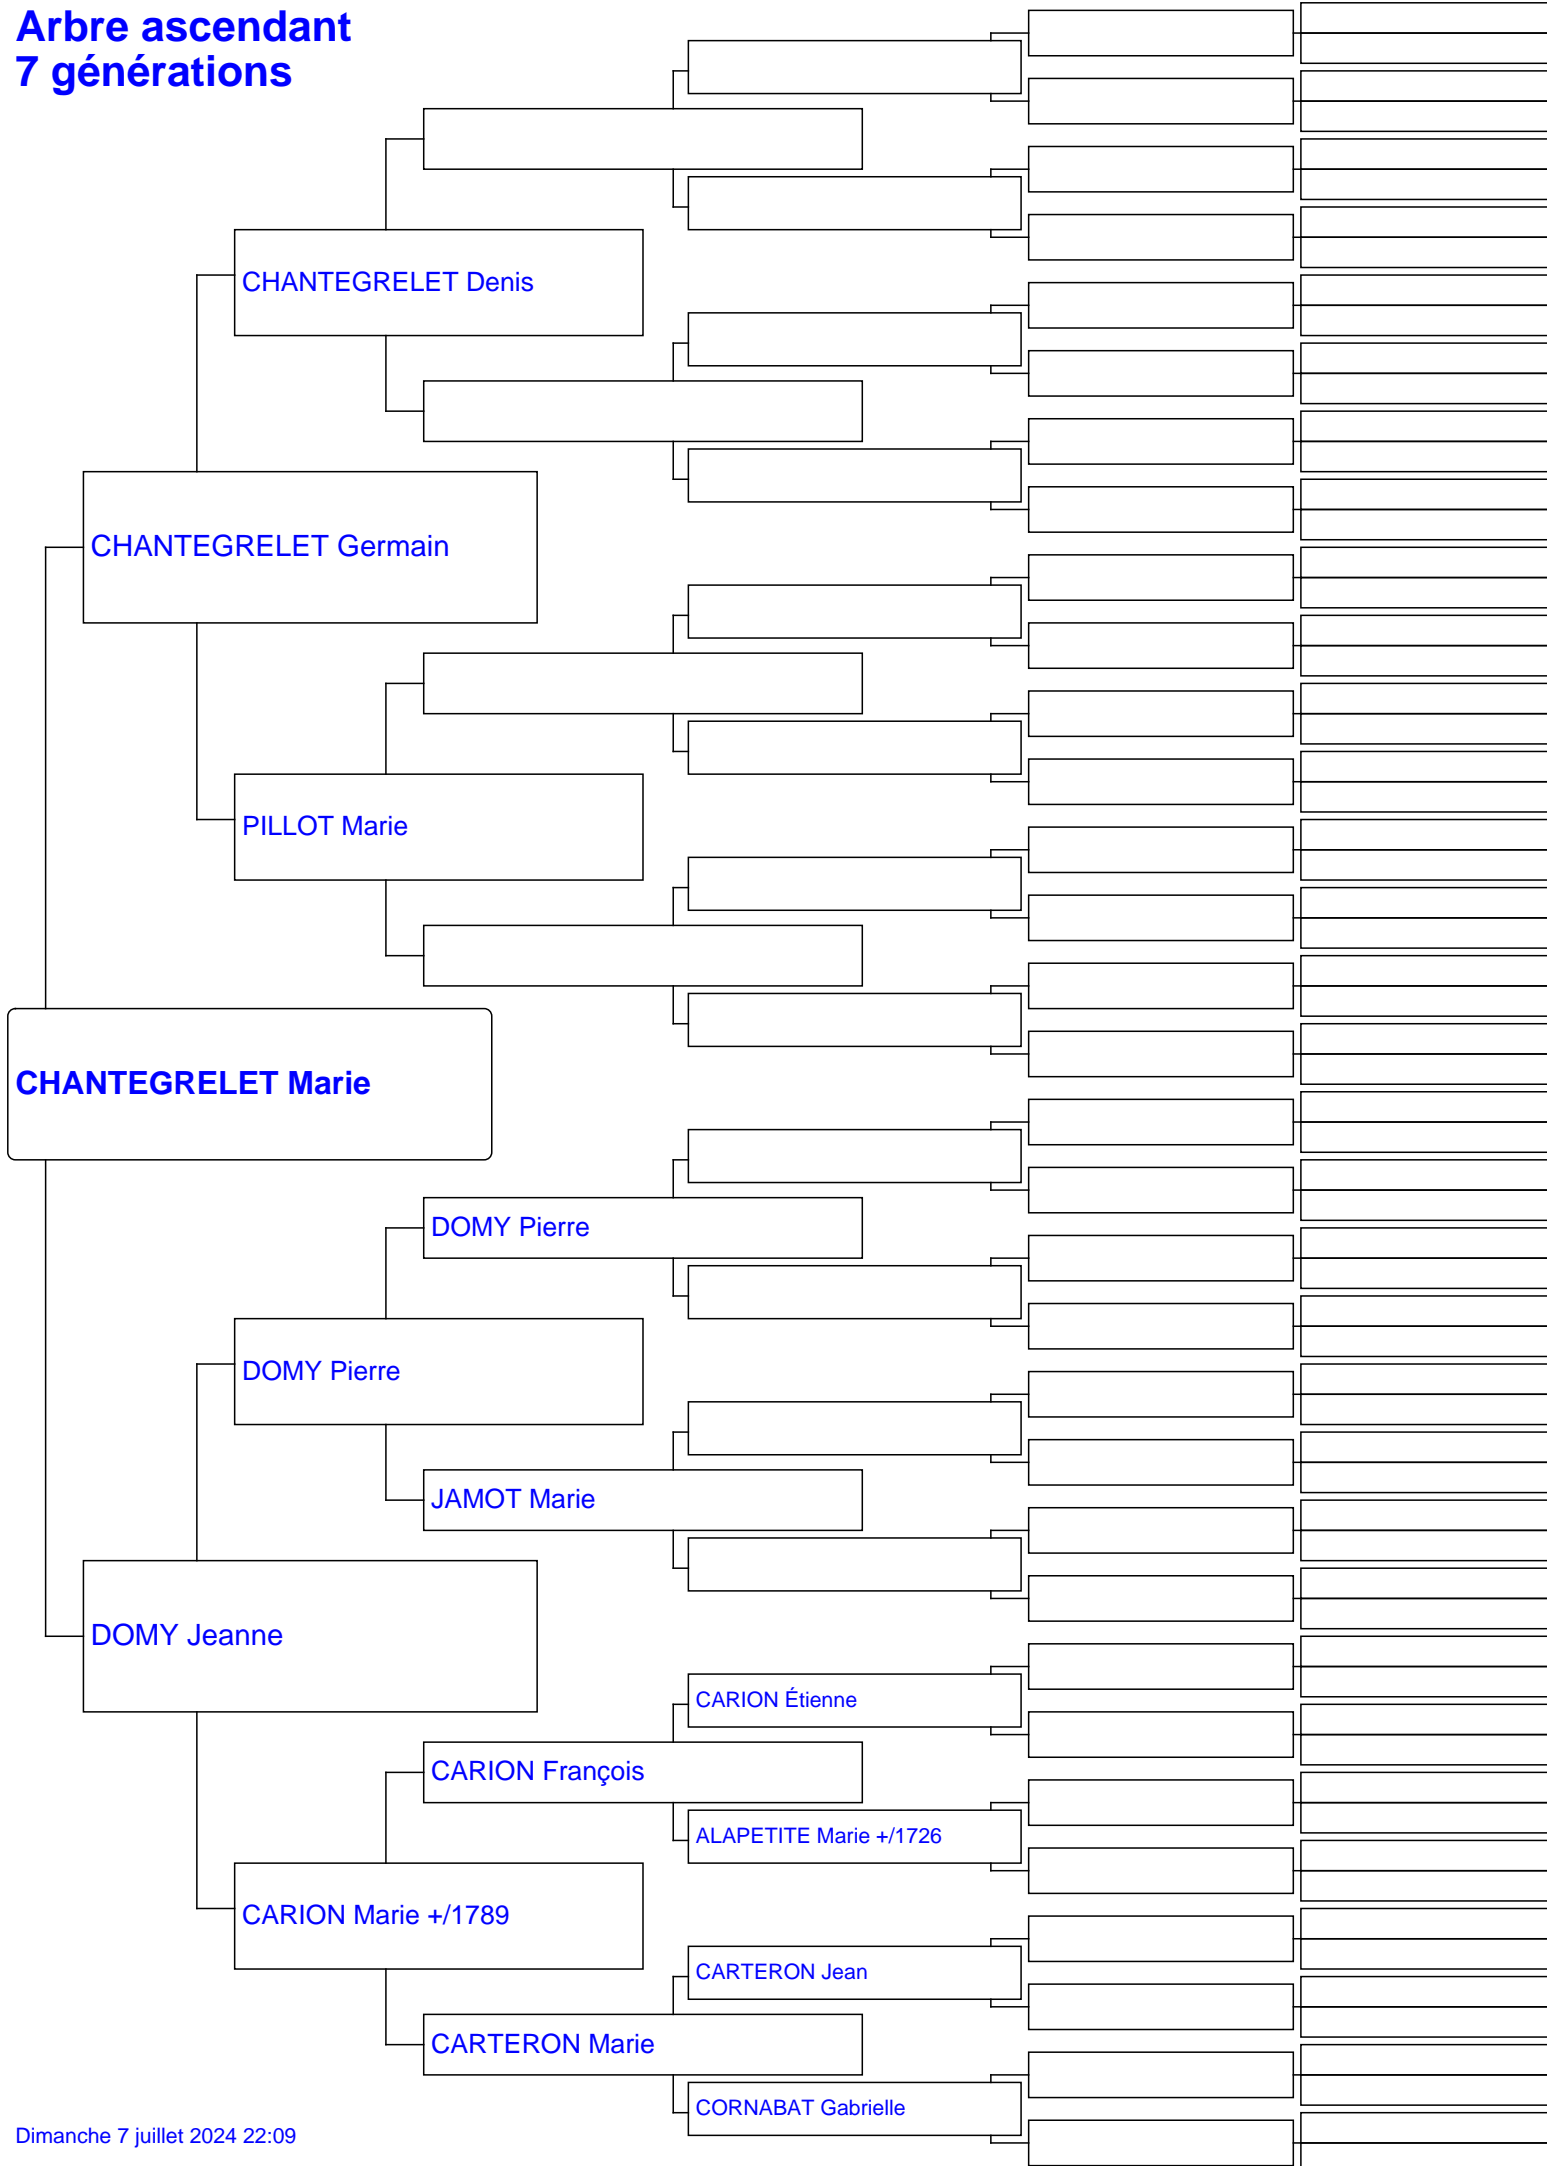 Arbre ascendant
7 générations
CHANTEGRELET Denis
CHANTEGRELET Germain
PILLOT Marie
CHANTEGRELET Marie
DOMY Pierre
DOMY Pierre
JAMOT Marie
DOMY Jeanne
CARION Étienne
CARION François
ALAPETITE Marie +/1726
CARION Marie +/1789
CARTERON Jean
CARTERON Marie
CORNABAT Gabrielle
Dimanche 7 juillet 2024 22:09